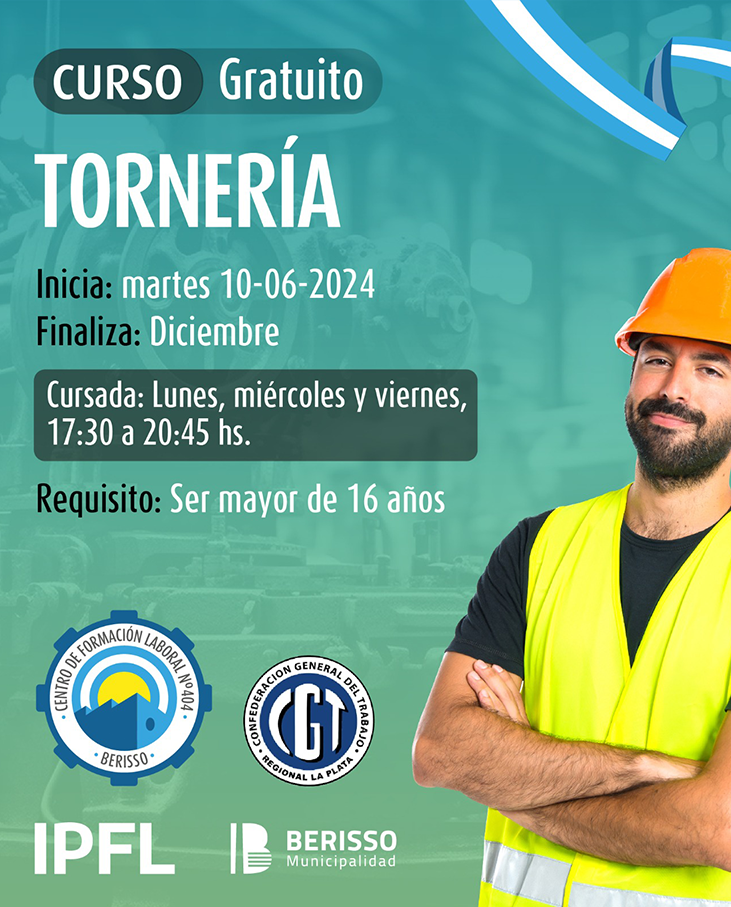 CURSO Gratuito
TORNERÍA
Inicia: martes 10-06-2024
Finaliza: Diciembre
Cursada: Lunes, miércoles y viernes,
17:30 a 20:45 hs.
Requisito: Ser mayor de 16 años
CENTRO DE FORMACIÓN LABORAL Nº404
• BERISSO •
CONFEDERACION GENERAL DEL TRABAJO
CGT
• REGIONAL LA PLATA •
IPFL
B BERISSO
Municipalidad